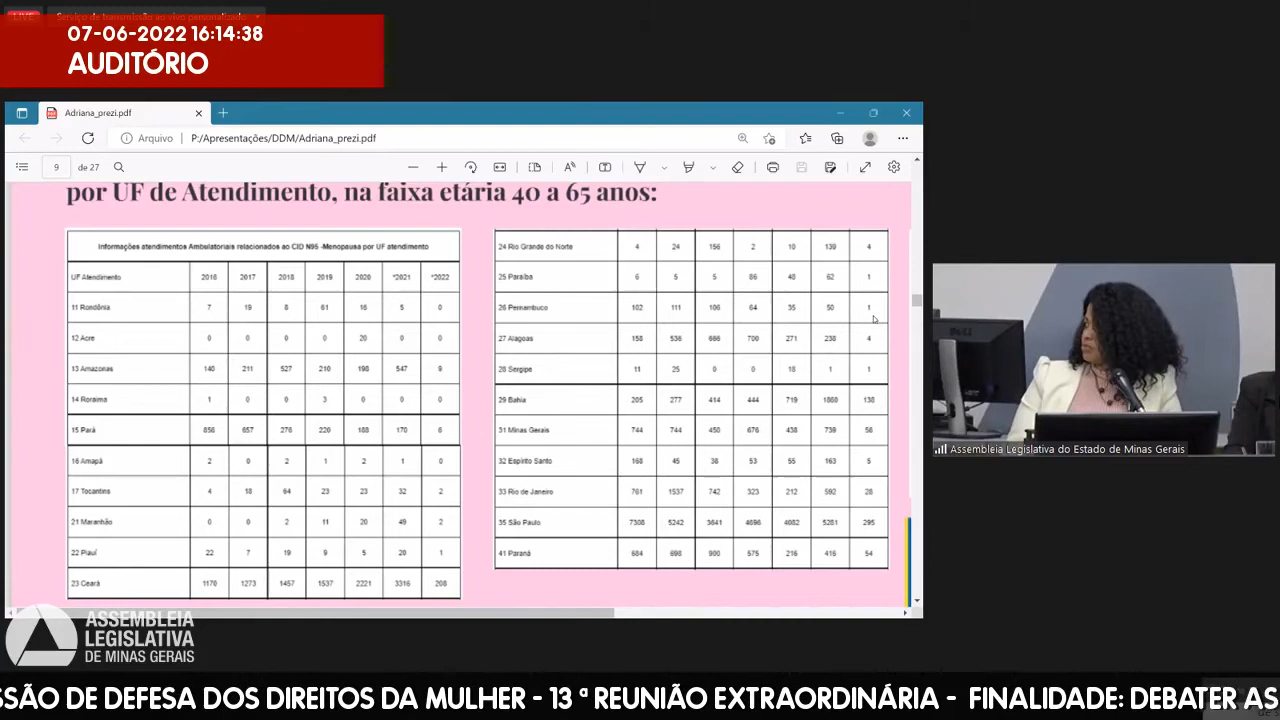 LIVE
Serviço de transmissão ao vivo personalizado
07-06-2022 16:14:38
AUDITÓRIO
Adriana_prezi.pdf
Arquivo P:/Apresentações/DDM/Adriana_prezi.pdf
9 de 27
por UF de Atendimento, na faixa etária 40 a 65 anos:
Informações atendimentos Ambulatoriais relacionados ao CID N95 -Menopausa por UF atendimento
UF Atendimento 2016 2017 2018 2019 2020 *2021 *2022
11 Rondônia 7 19 8 61 16 5 0
12 Acre 0 0 0 0 20 0 0
13 Amazonas 140 211 527 210 198 547 9
14 Roraima 1 0 0 3 0 0 0
15 Pará 856 657 276 220 188 170 6
16 Amapá 2 0 2 1 2 1 0
17 Tocantins 4 18 64 23 23 32 2
21 Maranhão 0 0 2 11 20 49 2
22 Piauí 22 7 19 9 5 20 1
23 Ceará 1170 1273 1457 1537 2221 3316 208
24 Rio Grande do Norte 4 24 156 2 10 139 4
25 Paraíba 6 5 5 86 48 62 1
26 Pernambuco 102 111 106 64 35 50 1
27 Alagoas 158 536 666 700 271 238 4
28 Sergipe 11 25 0 0 18 1 1
29 Bahia 205 277 414 444 719 1860 138
31 Minas Gerais 744 744 450 676 438 739 56
32 Espírito Santo 168 45 38 53 55 163 5
33 Rio de Janeiro 761 1537 742 323 212 592 28
35 São Paulo 7308 5242 3641 4696 4082 5281 295
41 Paraná 684 698 900 575 216 416 54
Assembleia Legislativa do Estado de Minas Gerais
ASSEMBLEIA
LEGISLATIVA
DE MINAS GERAIS
SSÃO DE DEFESA DOS DIREITOS DA MULHER - 13 ª REUNIÃO EXTRAORDINÁRIA - FINALIDADE: DEBATER AS